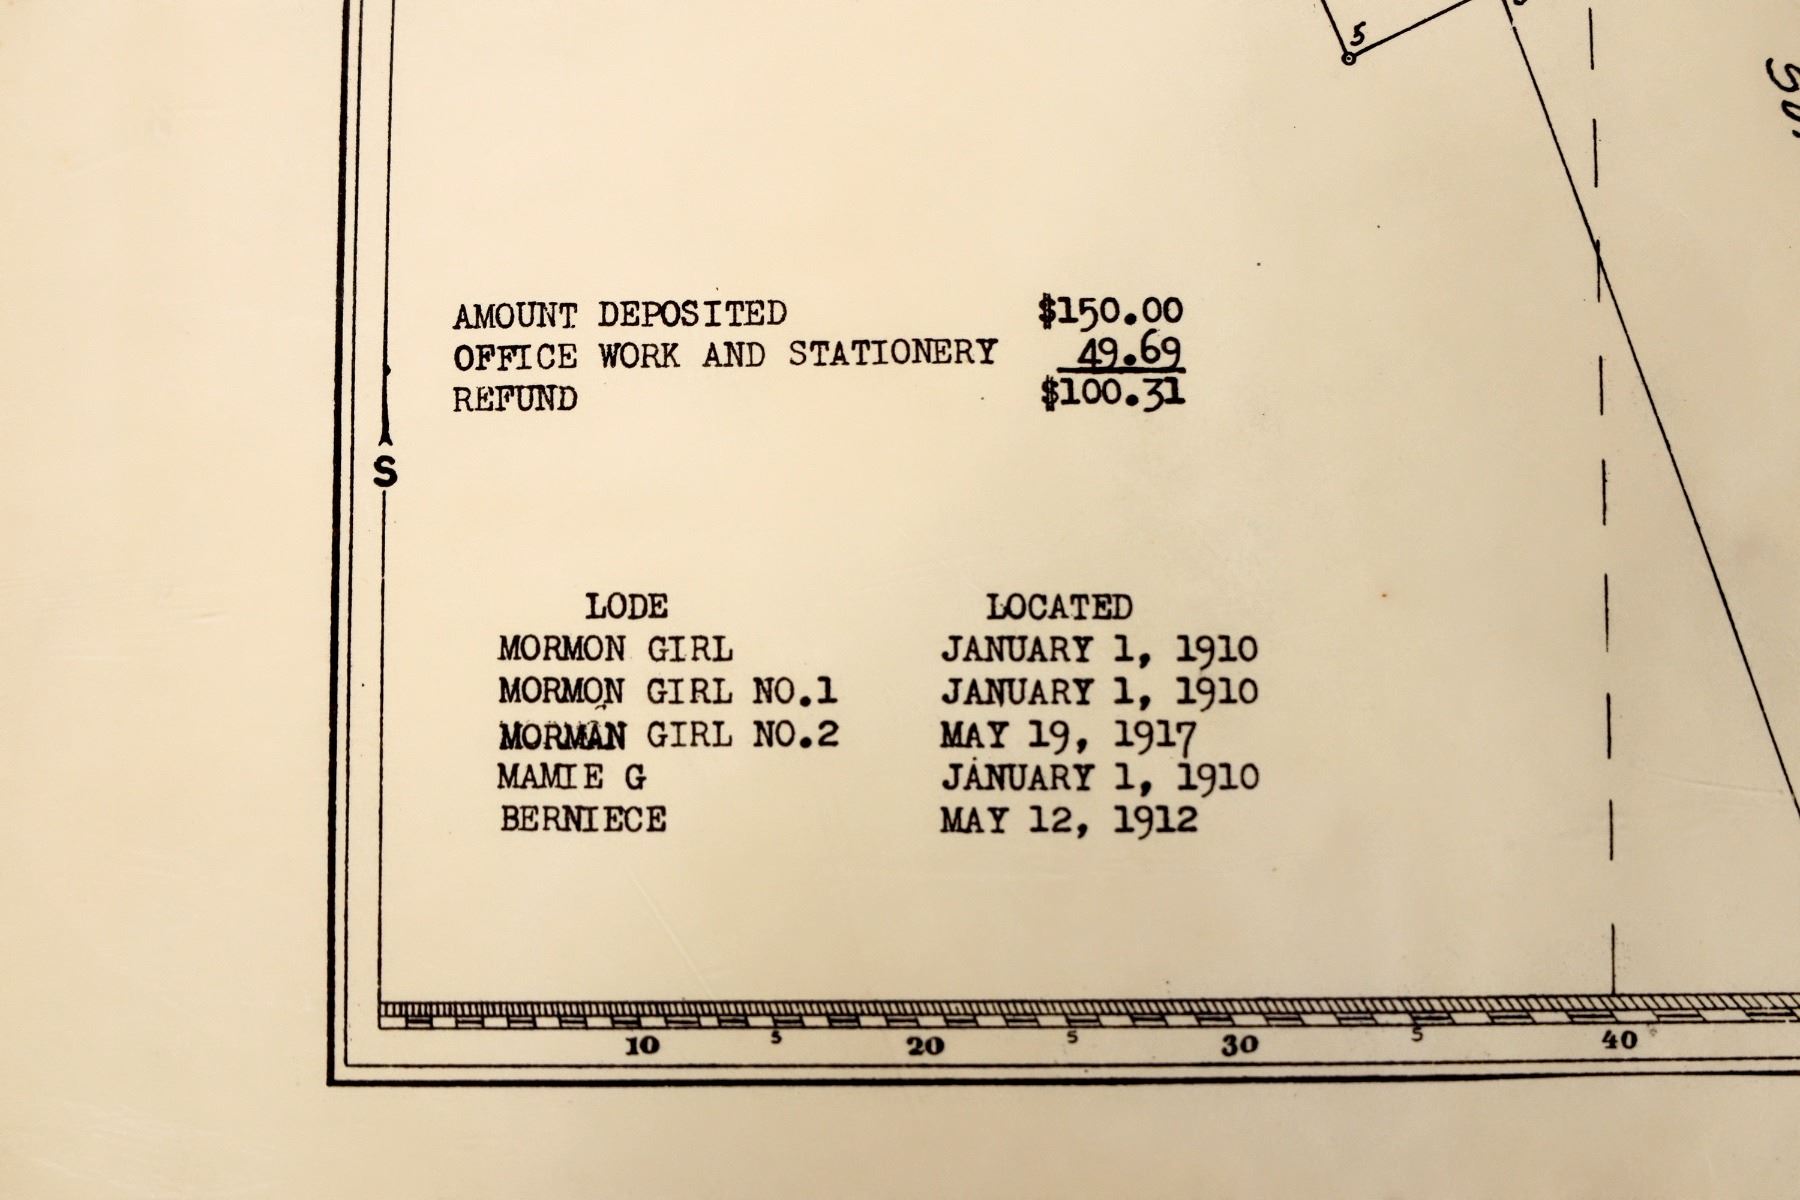 5
AMOUNT DEPOSITED $150.00
OFFICE WORK AND STATIONERY 49.69
REFUND $100.31
S
LODE LOCATED
MORMON GIRL JANUARY 1, 1910
MORMON GIRL NO.1 JANUARY 1, 1910
MORMAN GIRL NO.2 MAY 19, 1917
MAMIE G JANUARY 1, 1910
BERNIECE MAY 12, 1912
10 5 20 5 30 5 40